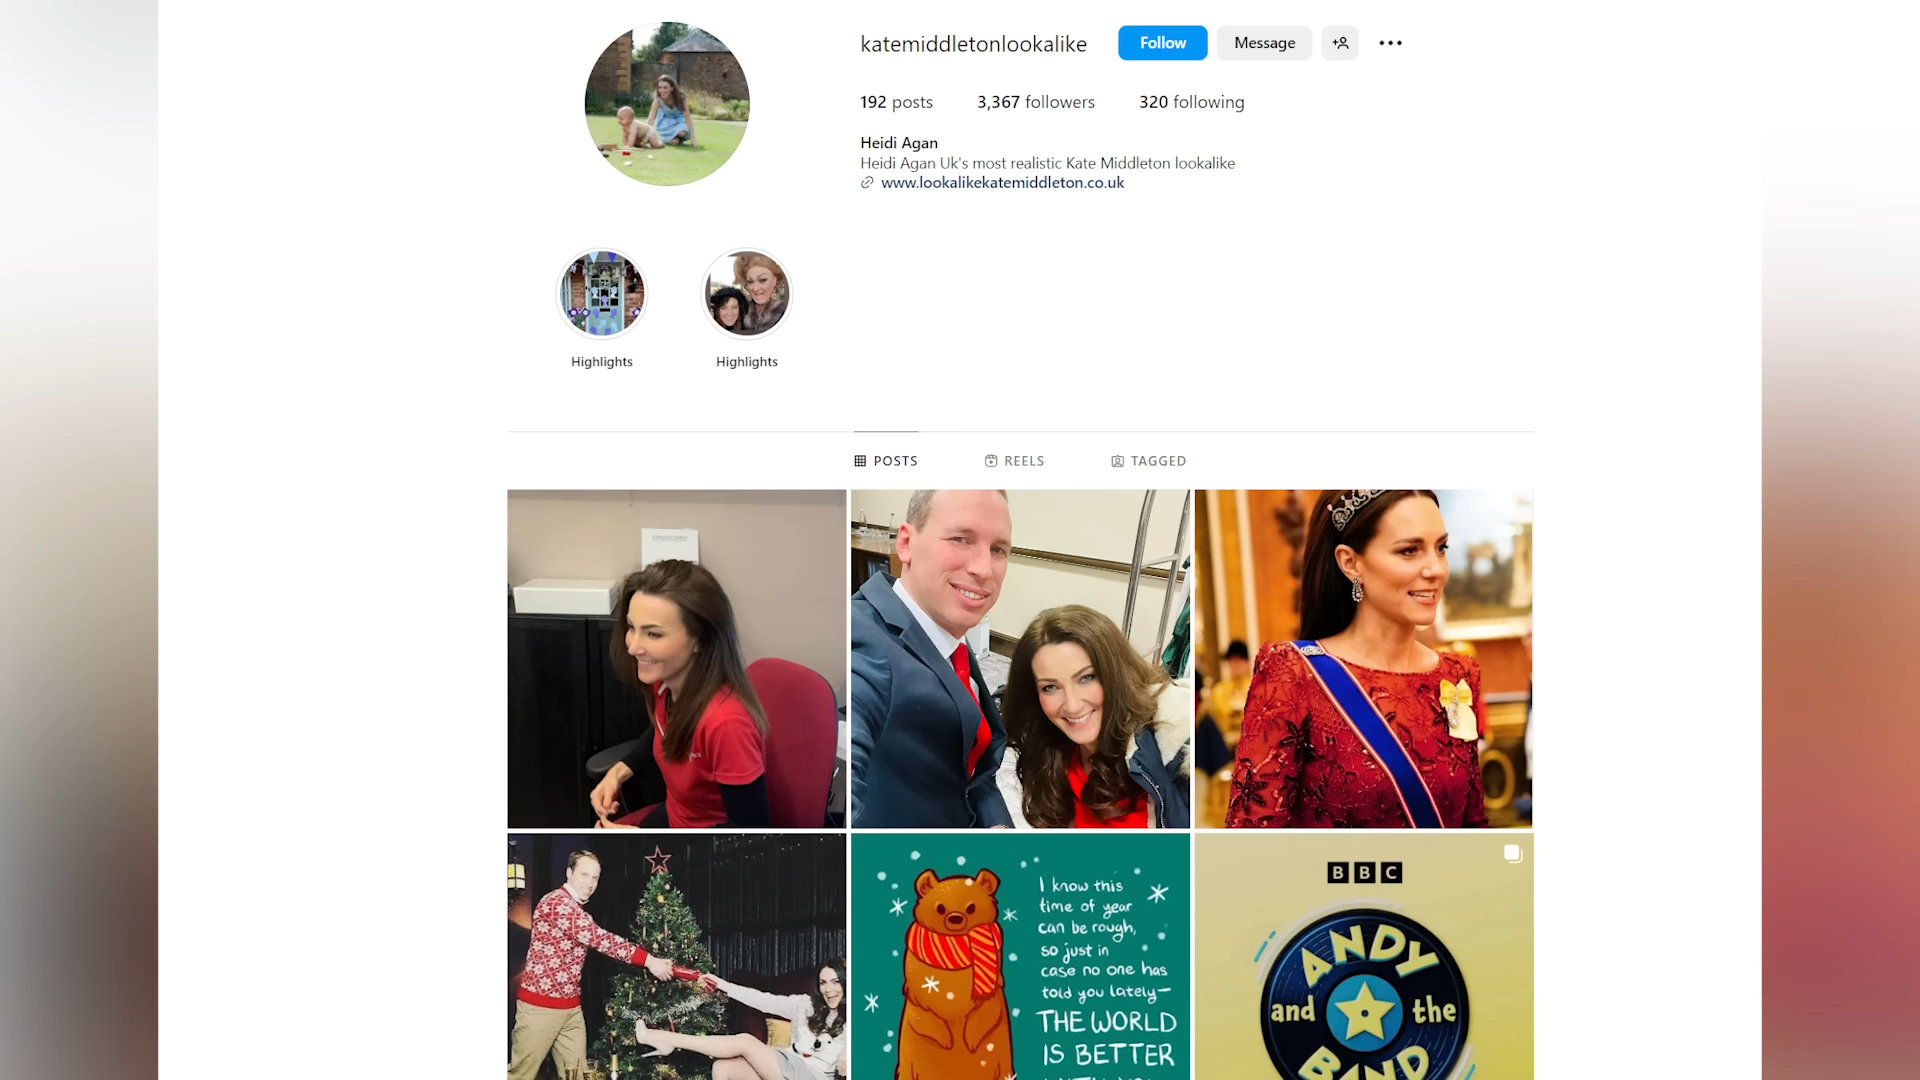 katemiddletonlookalike
Follow
Message
192 posts
3,367 followers
320 following
Heidi Agan
Heidi Agan Uk's most realistic Kate Middleton lookalike
www.lookalikekatemiddleton.co.uk
Highlights
Highlights
POSTS
REELS
TAGGED
I know this
time of year
can be rough,
so just in
case no one has
told you lately—
THE WORLD
IS BETTER
BBC
ANDY
and the
BAND